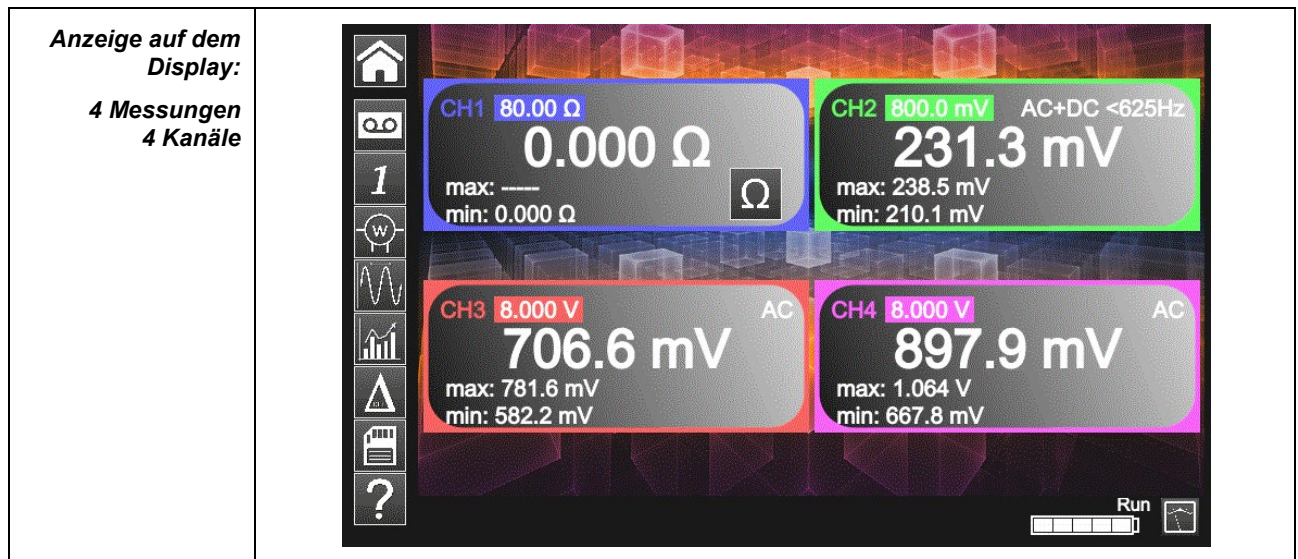 Anzeige auf dem
Display:
4 Messungen
4 Kanäle
CH1 80.00 Ω
0.000 Ω
max: -----
min: 0.000 Ω
Ω
CH2 800.0 mV AC+DC <625Hz
231.3 mV
max: 238.5 mV
min: 210.1 mV
1
W
CH3 8.000 V AC
706.6 mV
max: 781.6 mV
min: 582.2 mV
CH4 8.000 V AC
897.9 mV
max: 1.064 V
min: 667.8 mV
?
Run